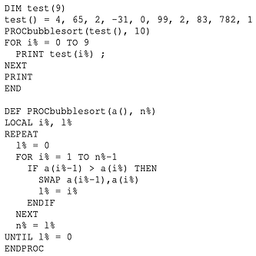 DIM test(9)
test() = 4, 65, 2, -31, 0, 99, 2, 83, 782, 1
PROCbubblesort(test(), 10)
FOR i% = 0 TO 9
  PRINT test(i%) ;
NEXT
PRINT
END

DEF PROCbubblesort(a(), n%)
LOCAL i%, l%
REPEAT
  l% = 0
  FOR i% = 1 TO n%-1
    IF a(i%-1) > a(i%) THEN
      SWAP a(i%-1),a(i%)
      l% = i%
    ENDIF
  NEXT
  n% = l%
UNTIL l% = 0
ENDPROC